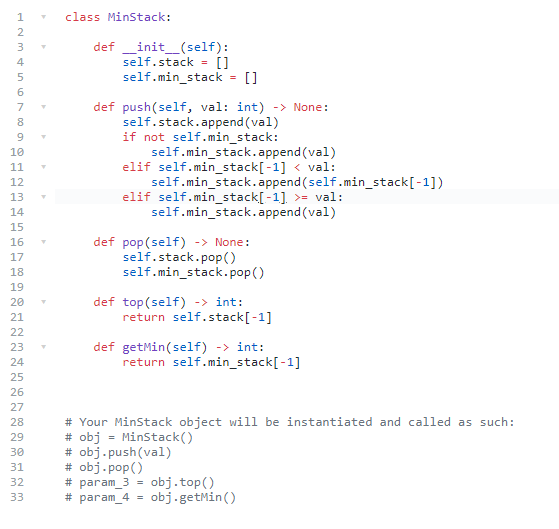 1 class MinStack:
2
3     def __init__(self):
4         self.stack = []
5         self.min_stack = []
6
7     def push(self, val: int) -> None:
8         self.stack.append(val)
9         if not self.min_stack:
10             self.min_stack.append(val)
11         elif self.min_stack[-1] < val:
12             self.min_stack.append(self.min_stack[-1])
13         elif self.min_stack[-1] >= val:
14             self.min_stack.append(val)
15
16     def pop(self) -> None:
17         self.stack.pop()
18         self.min_stack.pop()
19
20     def top(self) -> int:
21         return self.stack[-1]
22
23     def getMin(self) -> int:
24         return self.min_stack[-1]
25
26
27
28 # Your MinStack object will be instantiated and called as such:
29 # obj = MinStack()
30 # obj.push(val)
31 # obj.pop()
32 # param_3 = obj.top()
33 # param_4 = obj.getMin()